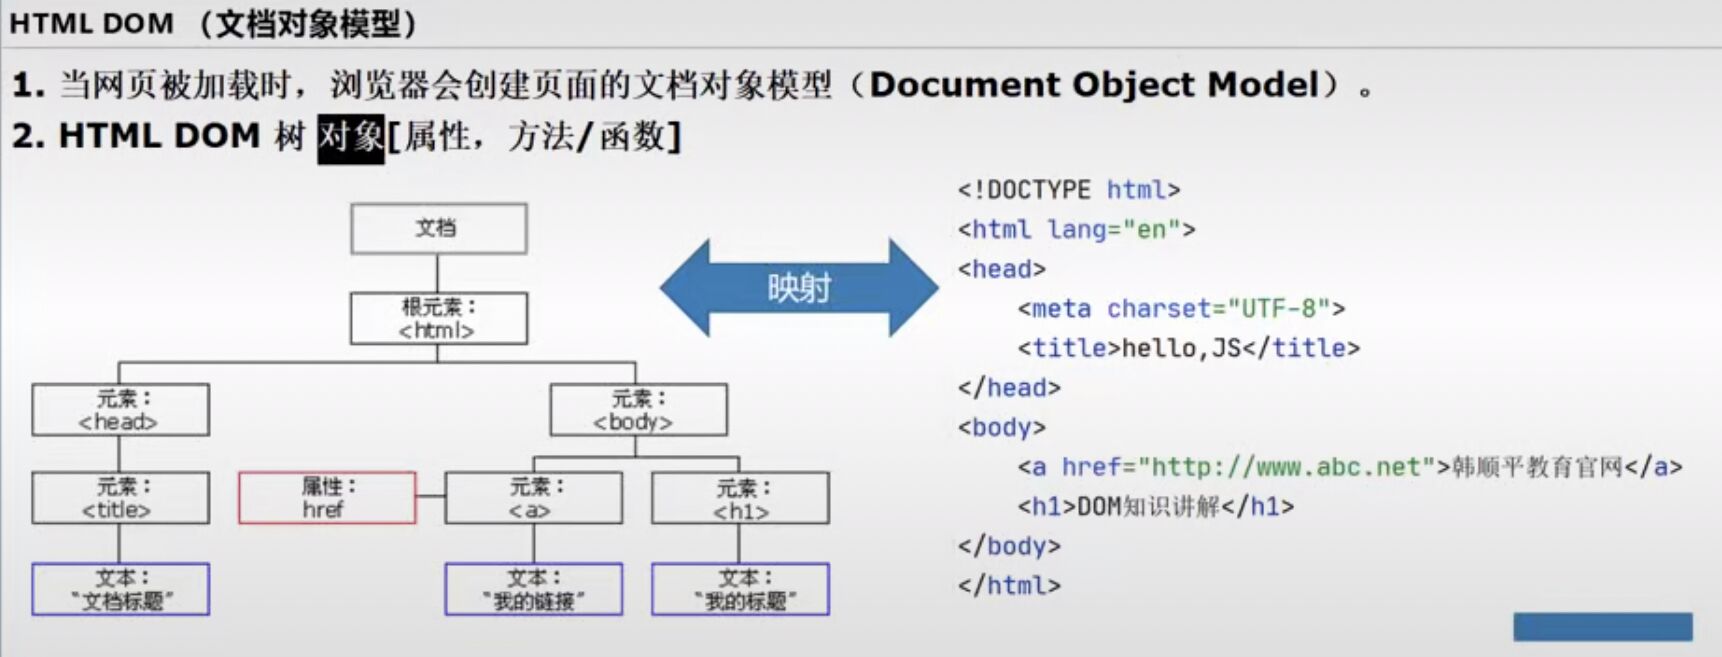 HTML DOM （文档对象模型）
1. 当网页被加载时，浏览器会创建页面的文档对象模型（Document Object Model）。
2. HTML DOM 树 对象[属性，方法/函数]
文档
根元素：
<html>
元素：
<head>
元素：
<body>
元素：
<title>
属性：
href
元素：
<a>
元素：
<h1>
文本：
"文档标题"
文本：
"我的链接"
文本：
"我的标题"
映射
<!DOCTYPE html>
<html lang="en">
<head>
<meta charset="UTF-8">
<title>hello,JS</title>
</head>
<body>
<a href="http://www.abc.net">韩顺平教育官网</a>
<h1>DOM知识讲解</h1>
</body>
</html>